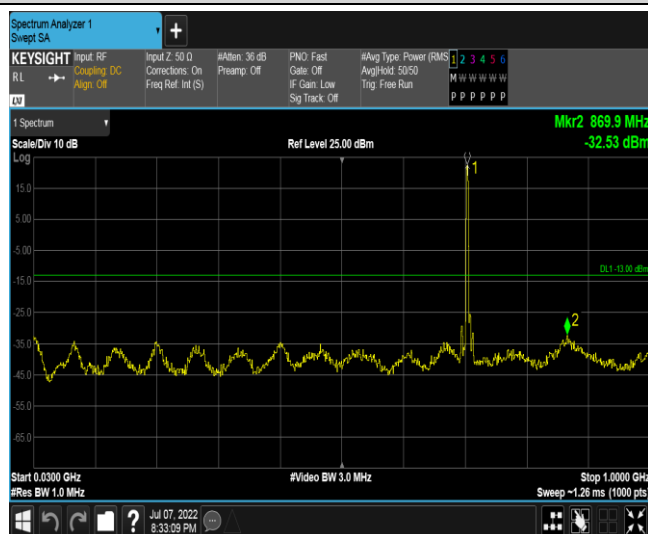 Spectrum Analyzer 1
Swept SA
+
KEYSIGHT
RL
LXI
Input: RF
Coupling: DC
Align: Off
Input Z: 50 Ω
Corrections: On
Freq Ref: Int (S)
#Atten: 36 dB
Preamp: Off
PNO: Fast
Gate: Off
IF Gain: Low
Sig Track: Off
#Avg Type: Power (RMS
Avg|Hold: 50/50
Trig: Free Run
1 2 3 4 5 6
M W W W W W
P P P P P P
1 Spectrum
Mkr2 869.9 MHz
Scale/Div 10 dB
Ref Level 25.00 dBm
-32.53 dBm
Log
1
15.0
5.00
-5.00
DL1 -13.00 dBm
-15.0
-25.0
2
-35.0
-45.0
-55.0
-65.0
Start 0.0300 GHz
#Video BW 3.0 MHz
Stop 1.0000 GHz
#Res BW 1.0 MHz
Sweep ~1.26 ms (1000 pts)
?
Jul 07, 2022
8:33:09 PM